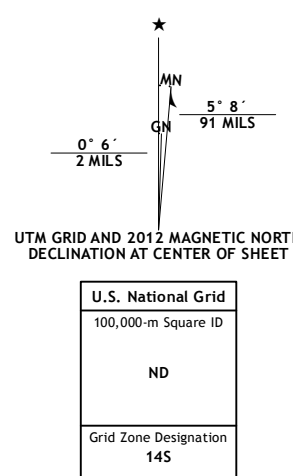 ★
MN
5° 8´
91 MILS
GN
0° 6´
2 MILS
UTM GRID AND 2012 MAGNETIC NORT
DECLINATION AT CENTER OF SHEET
U.S. National Grid
100,000-m Square ID
ND
Grid Zone Designation
14S